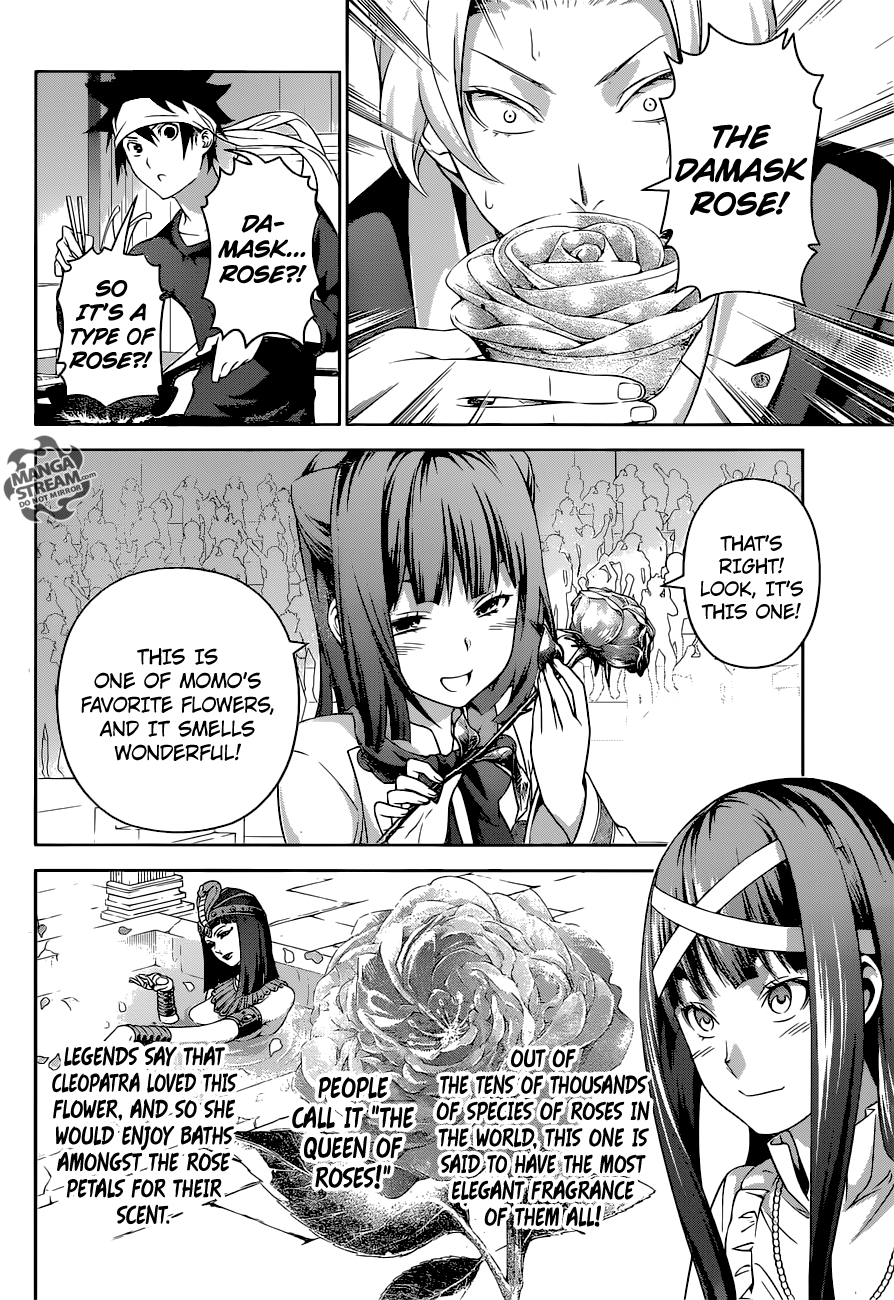 THE
DAMASK
ROSE!
DA-
MASK...
ROSE?!
SO
IT'S A
TYPE OF
ROSE?!
MANGA
STREAM.com
DO NOT MIRROR
THAT'S
RIGHT!
LOOK, IT'S
THIS ONE!
THIS IS
ONE OF MOMO'S
FAVORITE FLOWERS,
AND IT SMELLS
WONDERFUL!
OUT OF
THE TENS OF THOUSANDS
OF SPECIES OF ROSES IN
THE WORLD, THIS ONE IS
SAID TO HAVE THE MOST
ELEGANT FRAGRANCE
OF THEM ALL!
PEOPLE
CALL IT "THE
QUEEN OF
ROSES!"
LEGENDS SAY THAT
CLEOPATRA LOVED THIS
FLOWER, AND SO SHE
WOULD ENJOY BATHS
AMONGST THE ROSE
PETALS FOR THEIR
SCENT.